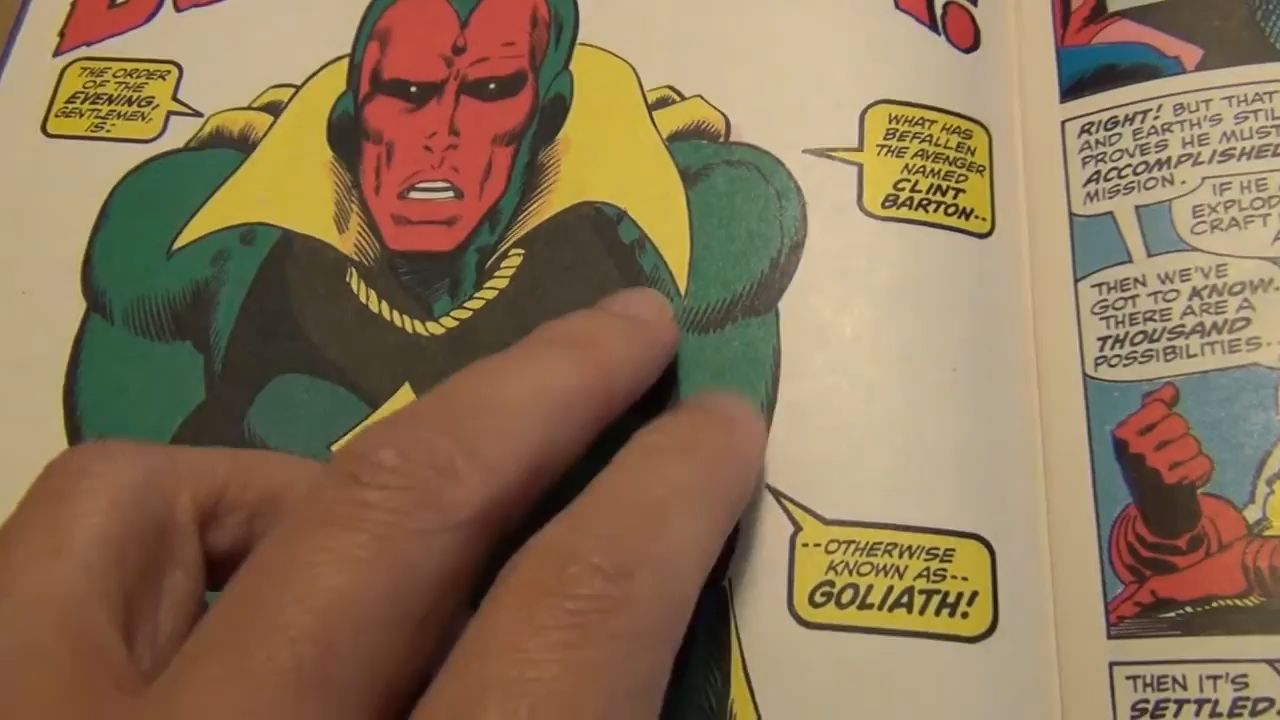 THE ORDER
OF THE
EVENING,
GENTLEMEN,
IS:
WHAT HAS
BEFALLEN
THE AVENGER
NAMED
CLINT
BARTON--
--OTHERWISE
KNOWN AS--
GOLIATH!
RIGHT! BUT THAT
AND EARTH'S STIL
PROVES HE MUST
ACCOMPLISHED
MISSION.
IF HE
EXPLOD
CRAFT
THEN WE'VE
GOT TO KNOW.
THERE ARE A
THOUSAND
POSSIBILITIES..
THEN IT'S
SETTLED.